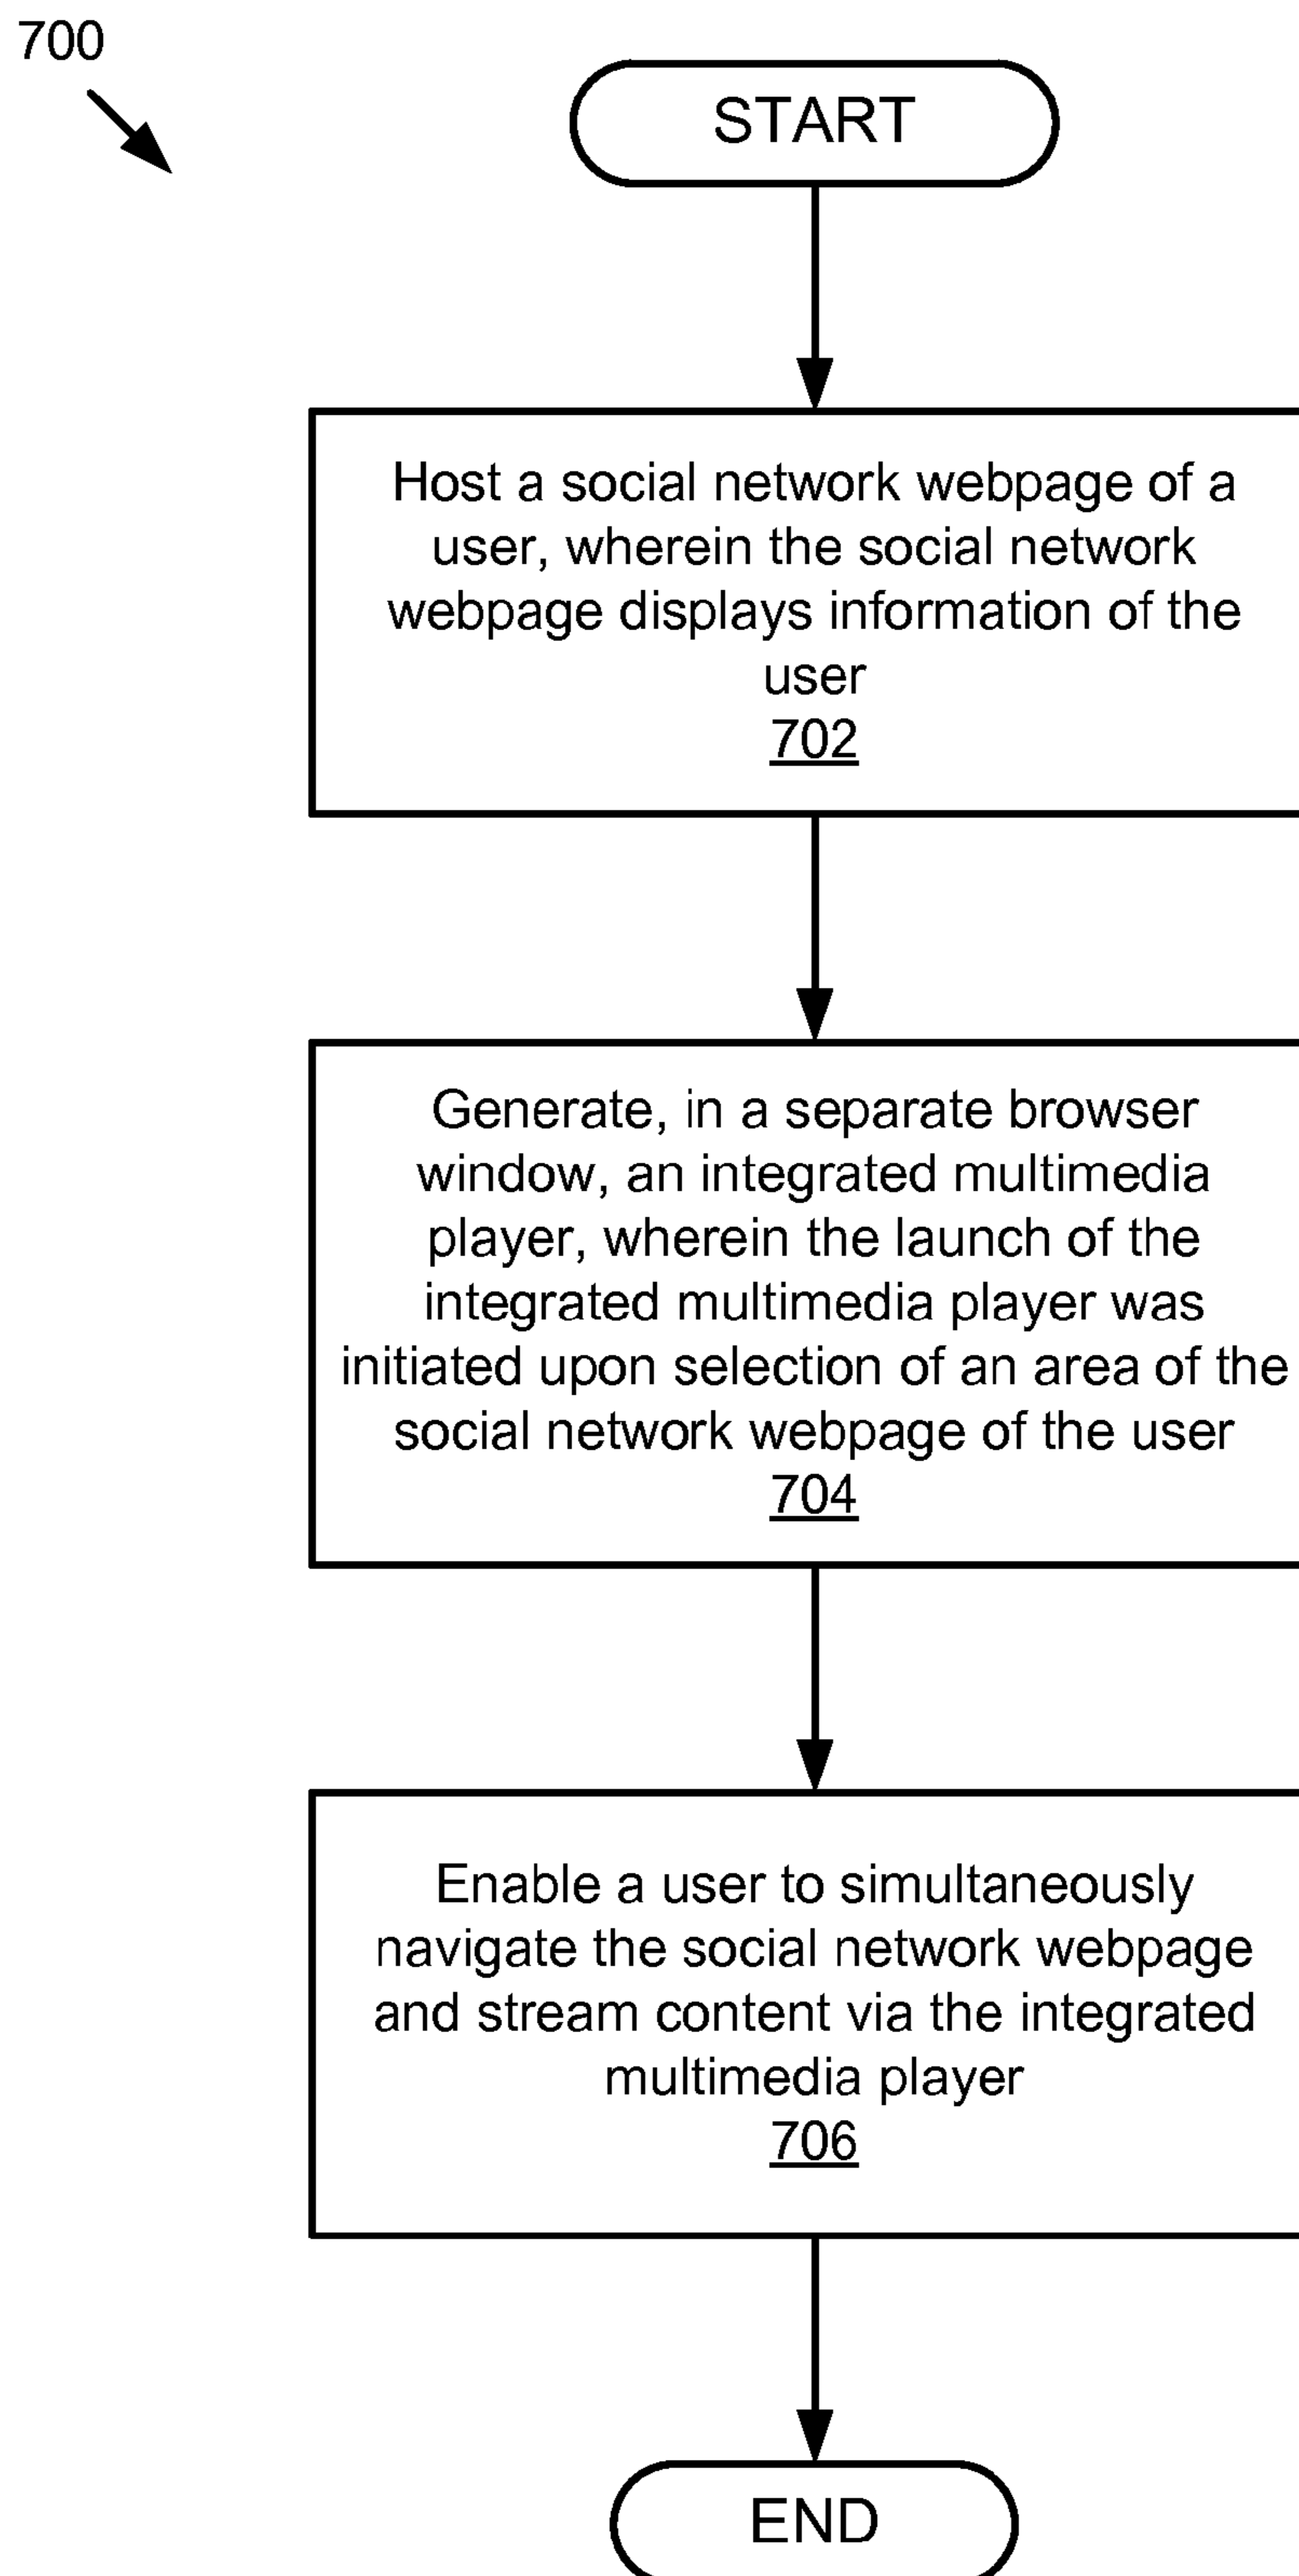 700
START
Host a social network webpage of a
user, wherein the social network
webpage displays information of the
user
702
Generate, in a separate browser
window, an integrated multimedia
player, wherein the launch of the
integrated multimedia player was
initiated upon selection of an area of the
social network webpage of the user
704
Enable a user to simultaneously
navigate the social network webpage
and stream content via the integrated
multimedia player
706
END